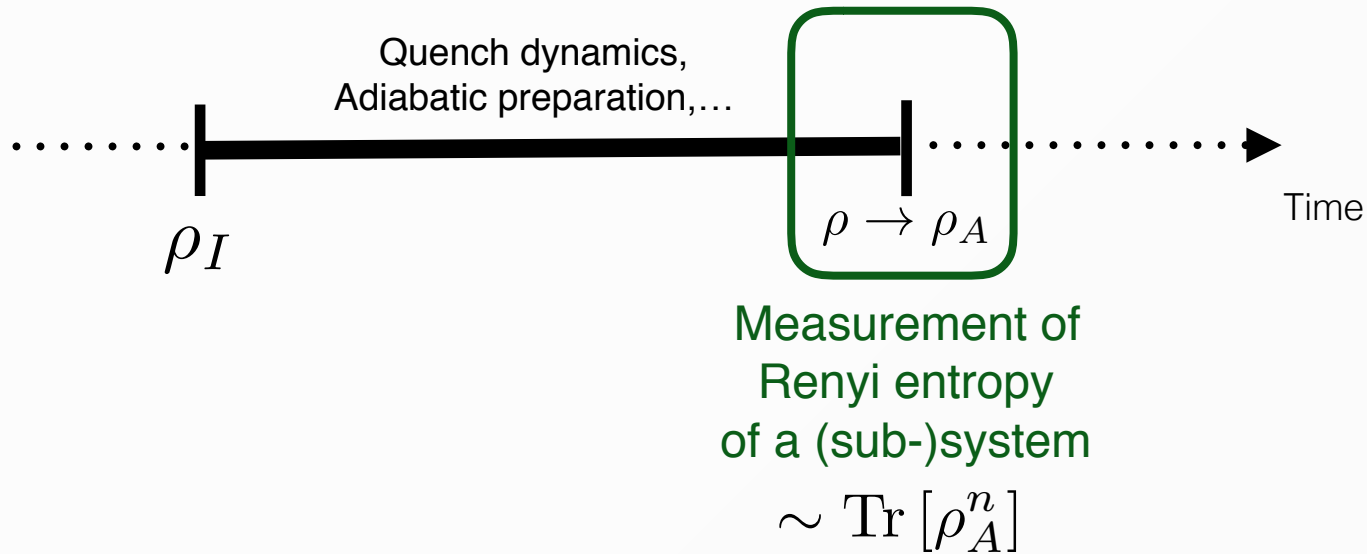 Quench dynamics,
Adiabatic preparation,...
Time
ρ_I
ρ → ρ_A
Measurement of
Renyi entropy
of a (sub-)system
~ Tr [ρ_A^n]